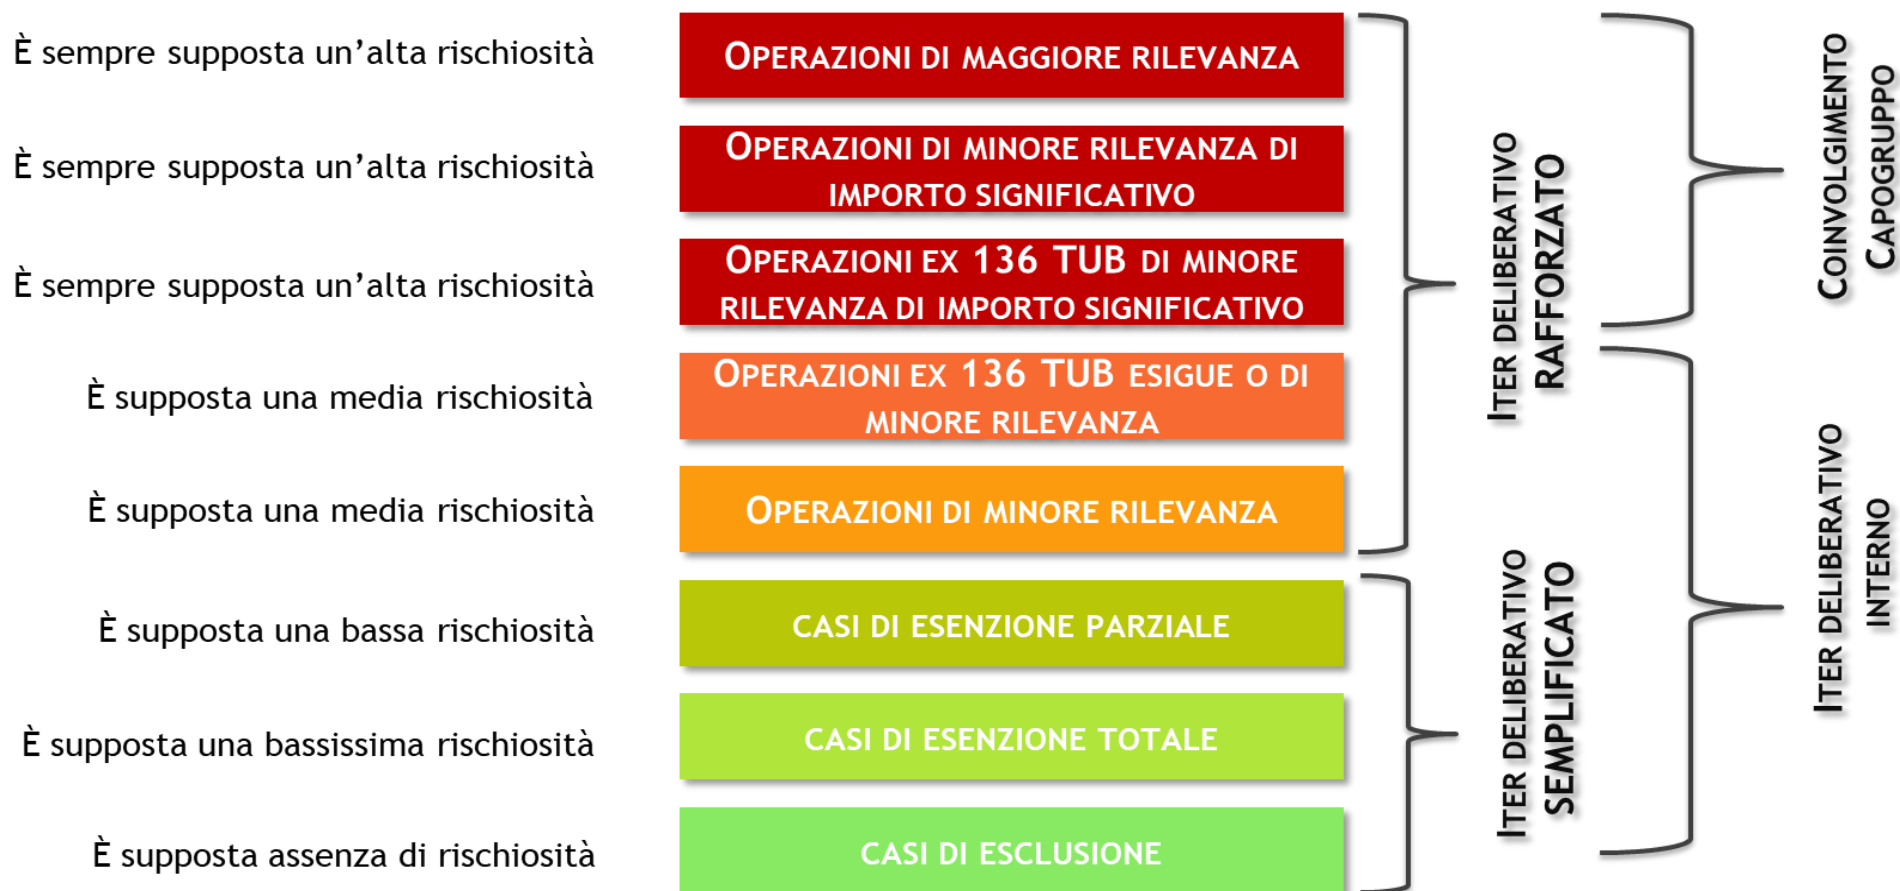 È sempre supposta un'alta rischiosità
OPERAZIONI DI MAGGIORE RILEVANZA
È sempre supposta un'alta rischiosità
OPERAZIONI DI MINORE RILEVANZA DI
IMPORTO SIGNIFICATIVO
È sempre supposta un'alta rischiosità
OPERAZIONI EX 136 TUB DI MINORE
RILEVANZA DI IMPORTO SIGNIFICATIVO
È supposta una media rischiosità
OPERAZIONI EX 136 TUB ESIGUE O DI
MINORE RILEVANZA
È supposta una media rischiosità
OPERAZIONI DI MINORE RILEVANZA
È supposta una bassa rischiosità
CASI DI ESENZIONE PARZIALE
È supposta una bassissima rischiosità
CASI DI ESENZIONE TOTALE
È supposta assenza di rischiosità
CASI DI ESCLUSIONE
ITER DELIBERATIVO
RAFFORZATO
ITER DELIBERATIVO
SEMPLIFICATO
COINVOLGIMENTO
CAPOGRUPPO
ITER DELIBERATIVO
INTERNO